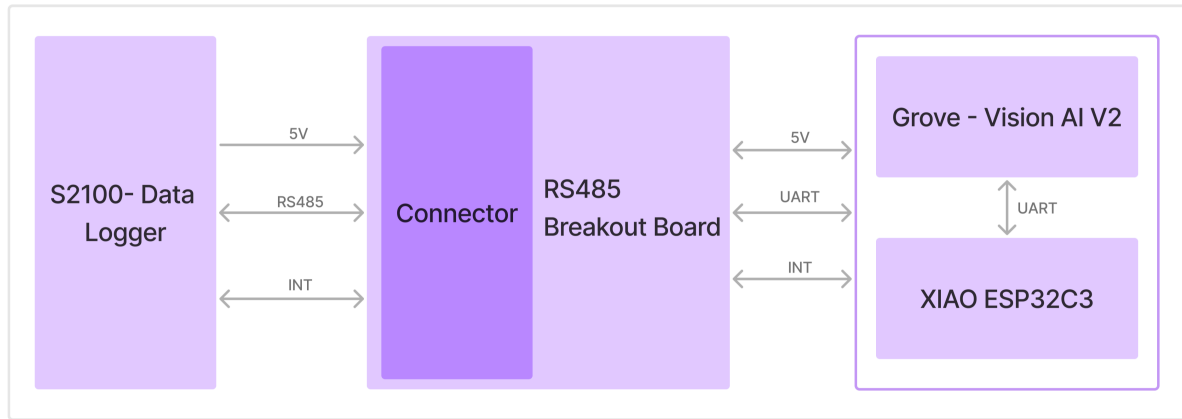 S2100- Data
Logger
5V
RS485
INT
Connector
RS485
Breakout Board
5V
UART
INT
Grove - Vision AI V2
UART
XIAO ESP32C3